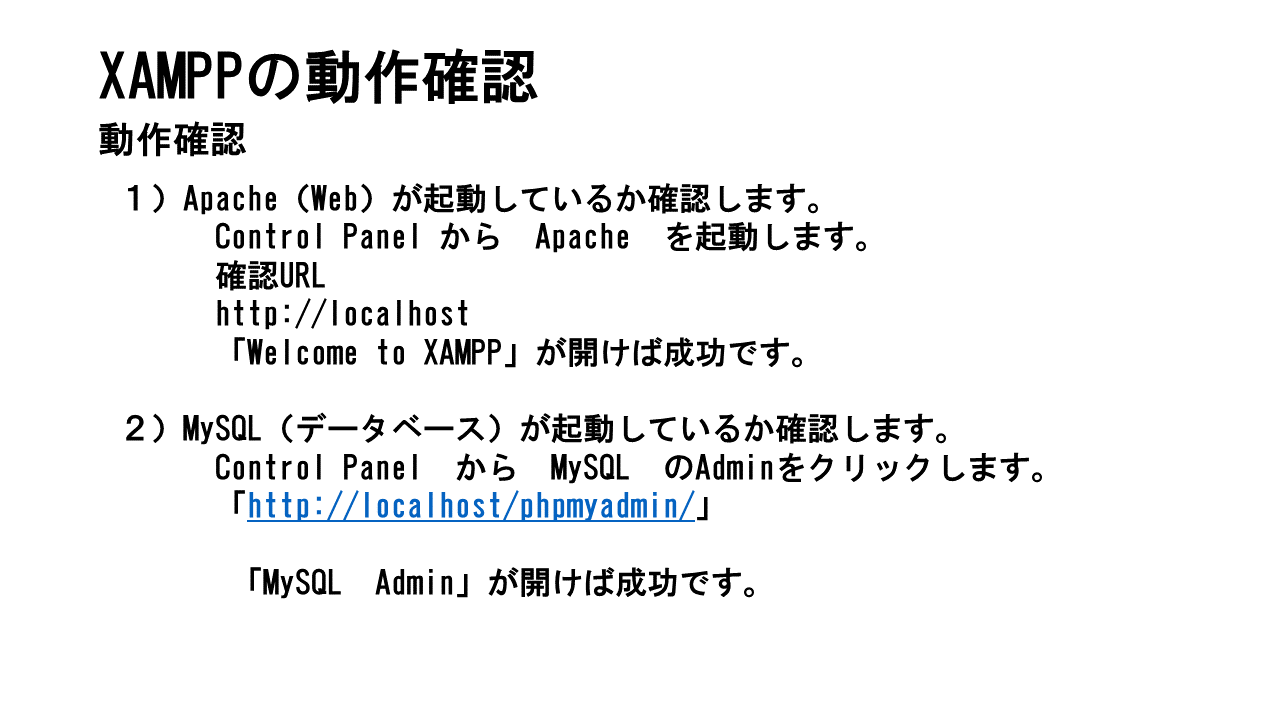 XAMPPの動作確認
動作確認
１）Apache（Web）が起動しているか確認します。
Control Panel から　Apache　を起動します。
確認URL
http://localhost
「Welcome to XAMPP」が開けば成功です。
２）MySQL（データベース）が起動しているか確認します。
Control Panel　から　MySQL　のAdminをクリックします。
「http://localhost/phpmyadmin/」
「MySQL　Admin」が開けば成功です。